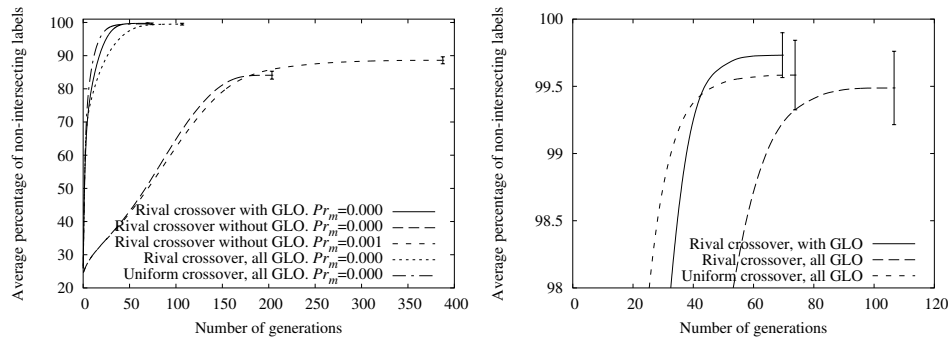 Average percentage of non-intersecting labels
100
90
80
70
60
50
40
30
20
0
50
100
150
200
250
300
350
400
Number of generations
Rival crossover with GLO. Prm=0.000
Rival crossover without GLO. Prm=0.000
Rival crossover without GLO. Prm=0.001
Rival crossover, all GLO. Prm=0.000
Uniform crossover, all GLO. Prm=0.000
Average percentage of non-intersecting labels
100
99.5
99
98.5
98
0
20
40
60
80
100
120
Number of generations
Rival crossover, with GLO
Rival crossover, all GLO
Uniform crossover, all GLO